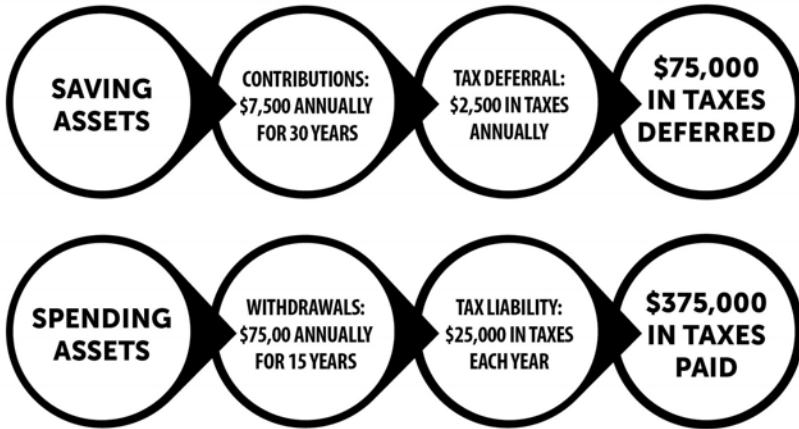 SAVING
ASSETS
CONTRIBUTIONS:
$7,500 ANNUALLY
FOR 30 YEARS
TAX DEFERRAL:
$2,500 IN TAXES
ANNUALLY
$75,000
IN TAXES
DEFERRED
SPENDING
ASSETS
WITHDRAWALS:
$75,00 ANNUALLY
FOR 15 YEARS
TAX LIABILITY:
$25,000 IN TAXES
EACH YEAR
$375,000
IN TAXES
PAID